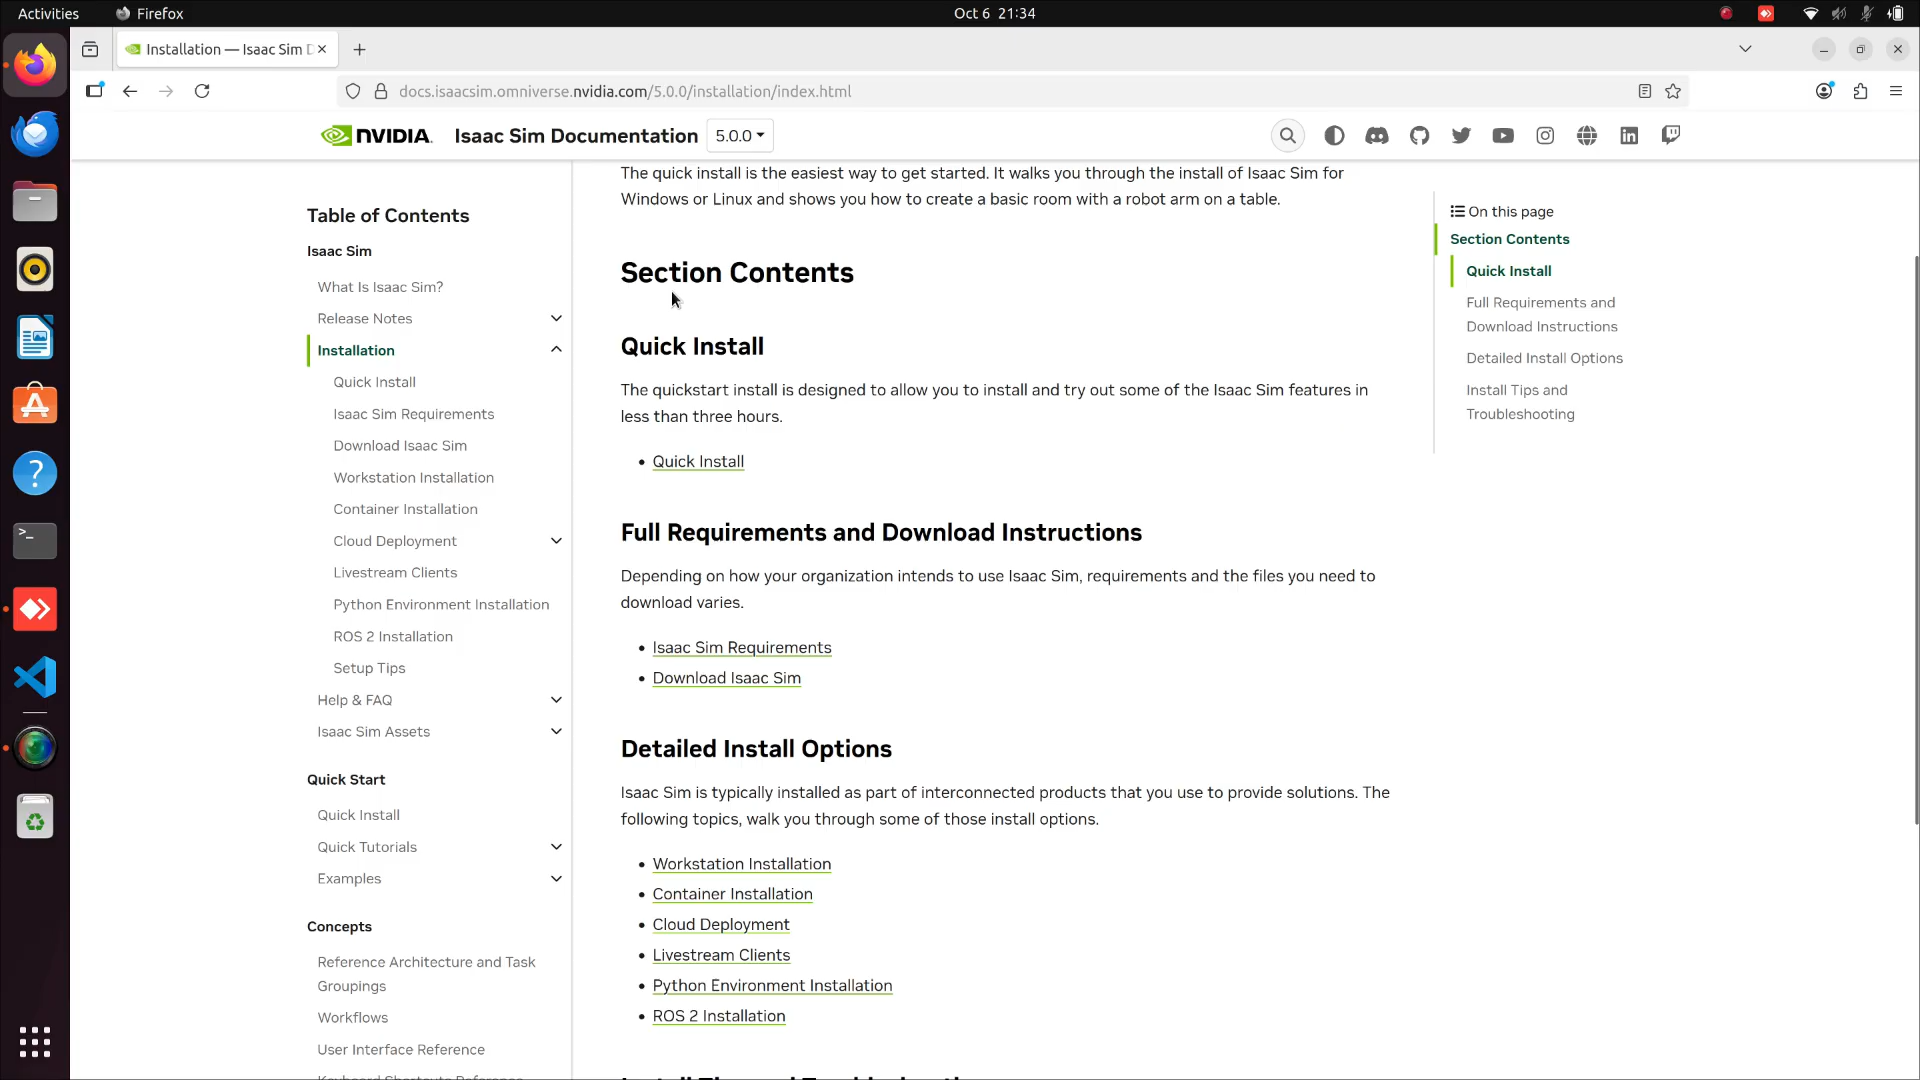 Activities
Firefox
Oct 6 21:34
Installation — Isaac Sim D
docs.isaacsim.omniverse.nvidia.com/5.0.0/installation/index.html
NVIDIA.
Isaac Sim Documentation
5.0.0
Table of Contents
Isaac Sim
What Is Isaac Sim?
Release Notes
Installation
Quick Install
Isaac Sim Requirements
Download Isaac Sim
Workstation Installation
Container Installation
Cloud Deployment
Livestream Clients
Python Environment Installation
ROS 2 Installation
Setup Tips
Help & FAQ
Isaac Sim Assets
Quick Start
Quick Install
Quick Tutorials
Examples
Concepts
Reference Architecture and Task
Groupings
Workflows
User Interface Reference
Keyboard Shortcuts Reference
The quick install is the easiest way to get started. It walks you through the install of Isaac Sim for
Windows or Linux and shows you how to create a basic room with a robot arm on a table.
Section Contents
Quick Install
The quickstart install is designed to allow you to install and try out some of the Isaac Sim features in
less than three hours.
• Quick Install
Full Requirements and Download Instructions
Depending on how your organization intends to use Isaac Sim, requirements and the files you need to
download varies.
• Isaac Sim Requirements
• Download Isaac Sim
Detailed Install Options
Isaac Sim is typically installed as part of interconnected products that you use to provide solutions. The
following topics, walk you through some of those install options.
• Workstation Installation
• Container Installation
• Cloud Deployment
• Livestream Clients
• Python Environment Installation
• ROS 2 Installation
Install Tips and Troubleshooting
On this page
Section Contents
Quick Install
Full Requirements and
Download Instructions
Detailed Install Options
Install Tips and
Troubleshooting